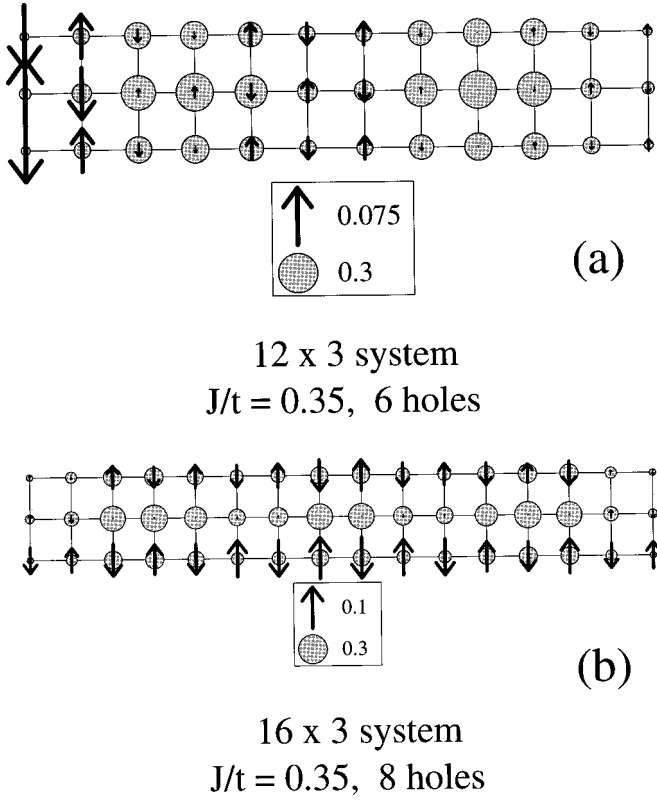 0.075
0.3
(a)
12 x 3 system
J/t = 0.35, 6 holes
0.1
0.3
(b)
16 x 3 system
J/t = 0.35, 8 holes